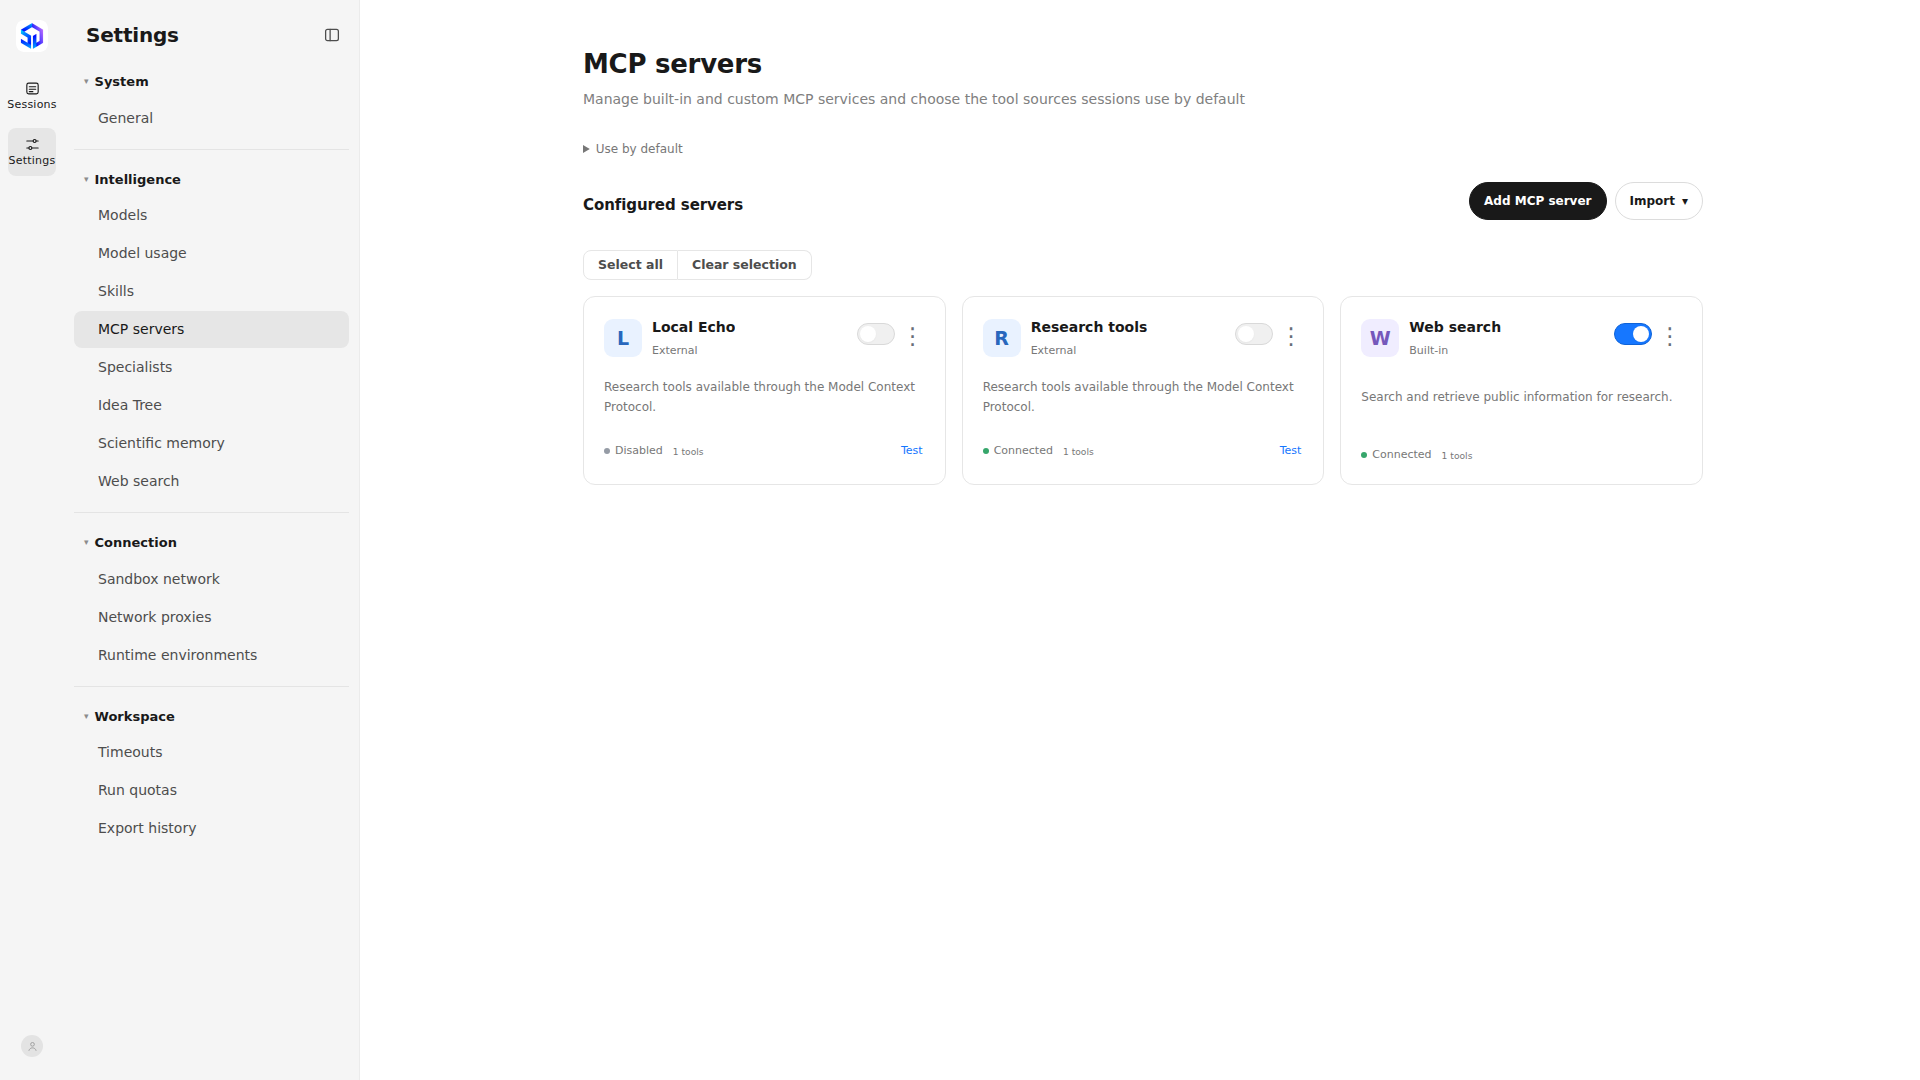 Settings
Sessions
Settings
System
General
Intelligence
Models
Model usage
Skills
MCP servers
Specialists
Idea Tree
Scientific memory
Web search
Connection
Sandbox network
Network proxies
Runtime environments
Workspace
Timeouts
Run quotas
Export history
MCP servers
Manage built-in and custom MCP services and choose the tool sources sessions use by default
Use by default
Configured servers
Add MCP server
Import
Select all
Clear selection
L
Local Echo
External
Research tools available through the Model Context
Protocol.
Disabled
1 tools
Test
R
Research tools
External
Research tools available through the Model Context
Protocol.
Connected
1 tools
Test
W
Web search
Built-in
Search and retrieve public information for research.
Connected
1 tools